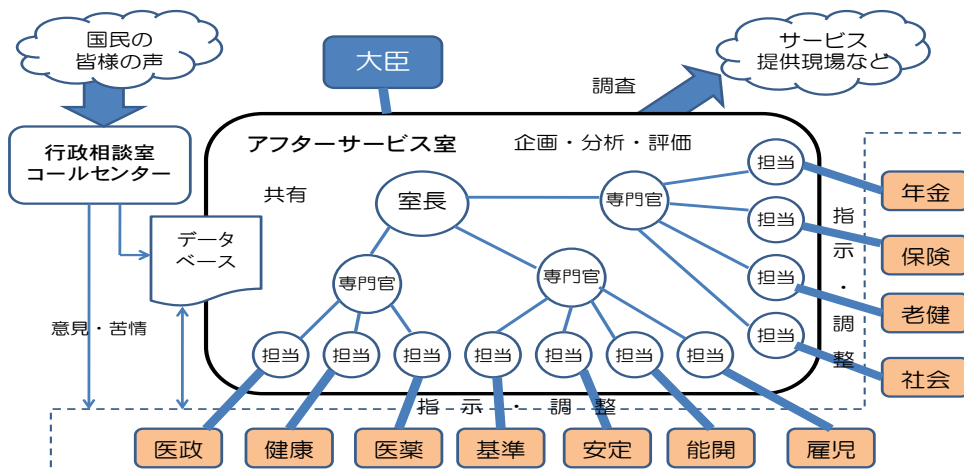 国民の
皆様の声
大臣
サービス
提供現場など
調査
行政相談室
コールセンター
アフターサービス室
企画・分析・評価
共有
室長
専門官
担当
担当
担当
担当
データ
ベース
専門官
専門官
意見・苦情
担当
担当
担当
担当
担当
担当
担当
指示・調整
指示・調整
年金
保険
老健
社会
医政
健康
医薬
基準
安定
能開
雇児